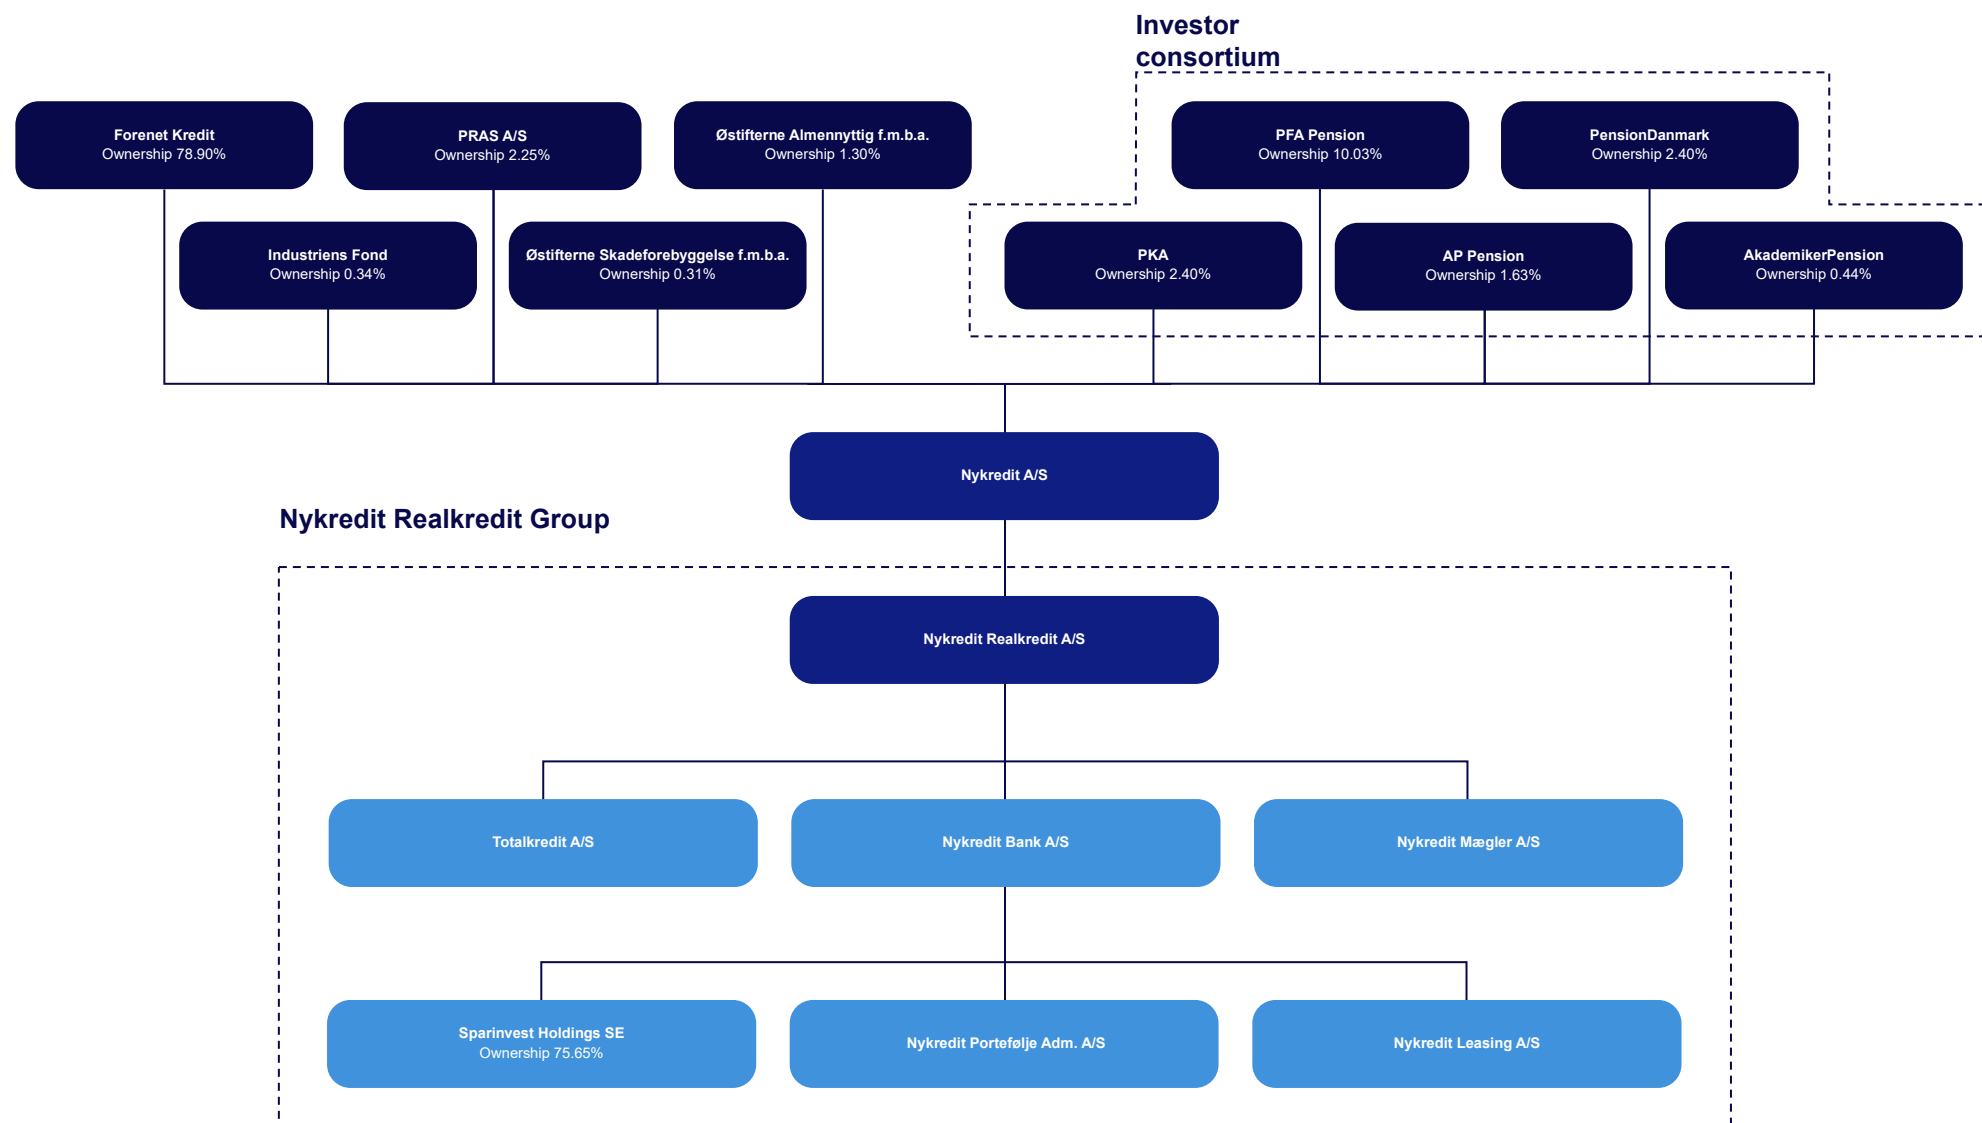 Investor
consortium
Forenet Kredit
Ownership 78.90%
PRAS A/S
Ownership 2.25%
Østifterne Almennyttig f.m.b.a.
Ownership 1.30%
PFA Pension
Ownership 10.03%
PensionDanmark
Ownership 2.40%
Industriens Fond
Ownership 0.34%
Østifterne Skadeforebyggelse f.m.b.a.
Ownership 0.31%
PKA
Ownership 2.40%
AP Pension
Ownership 1.63%
AkademikerPension
Ownership 0.44%
Nykredit A/S
Nykredit Realkredit Group
Nykredit Realkredit A/S
Totalkredit A/S
Nykredit Bank A/S
Nykredit Mægler A/S
Sparinvest Holdings SE
Ownership 75.65%
Nykredit Portefølje Adm. A/S
Nykredit Leasing A/S